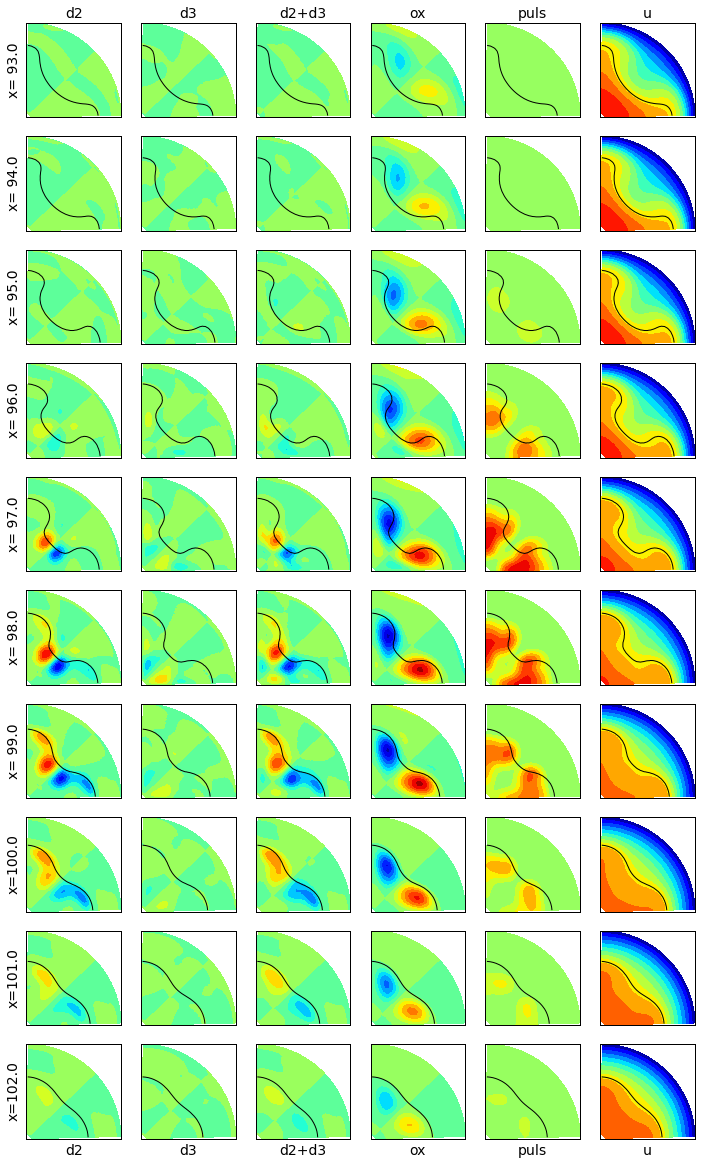 d2 d3 d2+d3 ox puls u
x= 93.0
x= 94.0
x= 95.0
x= 96.0
x= 97.0
x= 98.0
x= 99.0
x=100.0
x=101.0
x=102.0
d2 d3 d2+d3 ox puls u